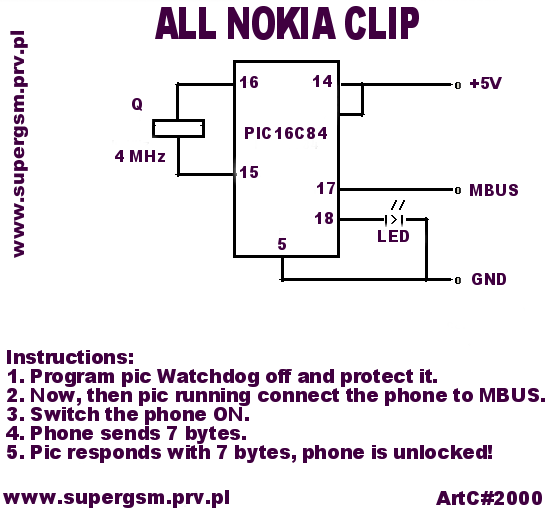 ALL NOKIA CLIP
www.supergsm.prv.pl
16
14
+5V
Q
PIC16C84
4 MHz
15
17
MBUS
18
LED
5
GND
Instructions:
1. Program pic Watchdog off and protect it.
2. Now, then pic running connect the phone to MBUS.
3. Switch the phone ON.
4. Phone sends 7 bytes.
5. Pic responds with 7 bytes, phone is unlocked!
www.supergsm.prv.pl
ArtC#2000